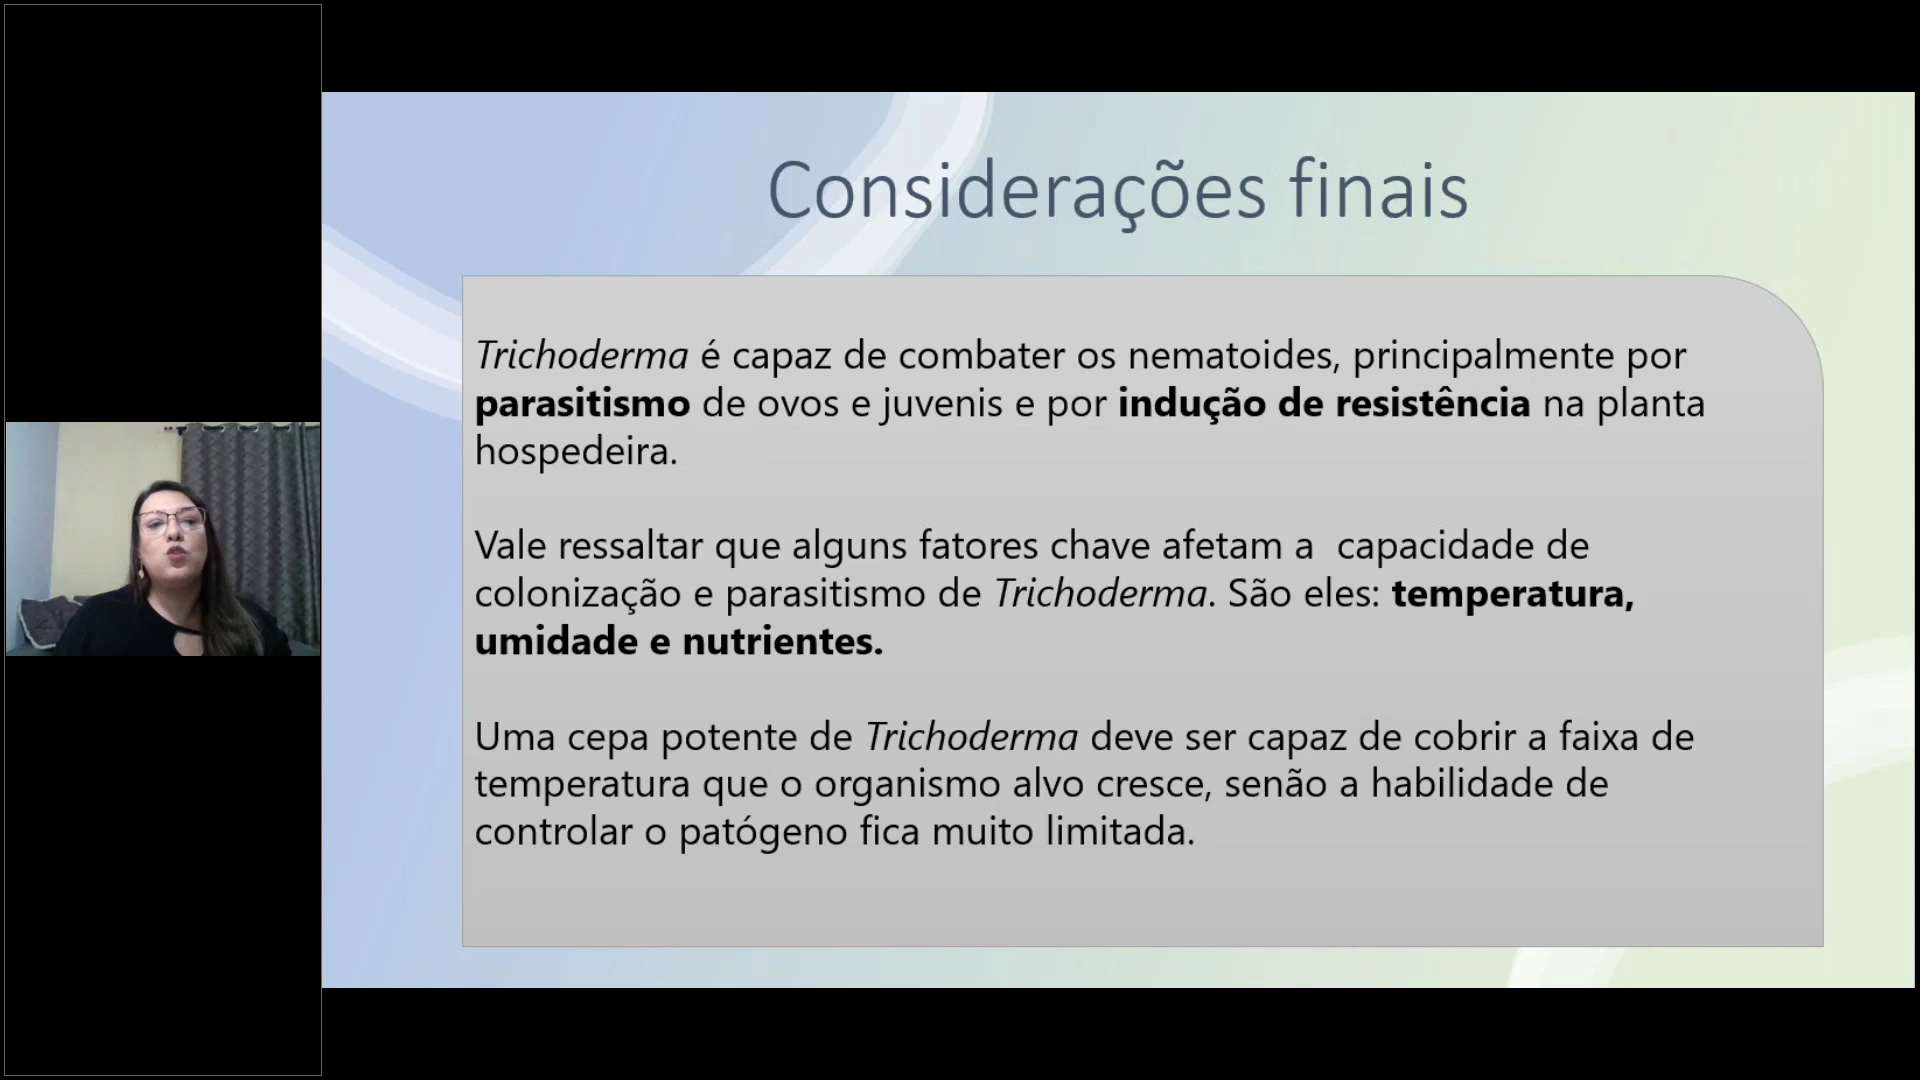 Considerações finais
Trichoderma é capaz de combater os nematoides, principalmente por
parasitismo de ovos e juvenis e por indução de resistência na planta
hospedeira.
Vale ressaltar que alguns fatores chave afetam a  capacidade de
colonização e parasitismo de Trichoderma. São eles: temperatura,
umidade e nutrientes.
Uma cepa potente de Trichoderma deve ser capaz de cobrir a faixa de
temperatura que o organismo alvo cresce, senão a habilidade de
controlar o patógeno fica muito limitada.